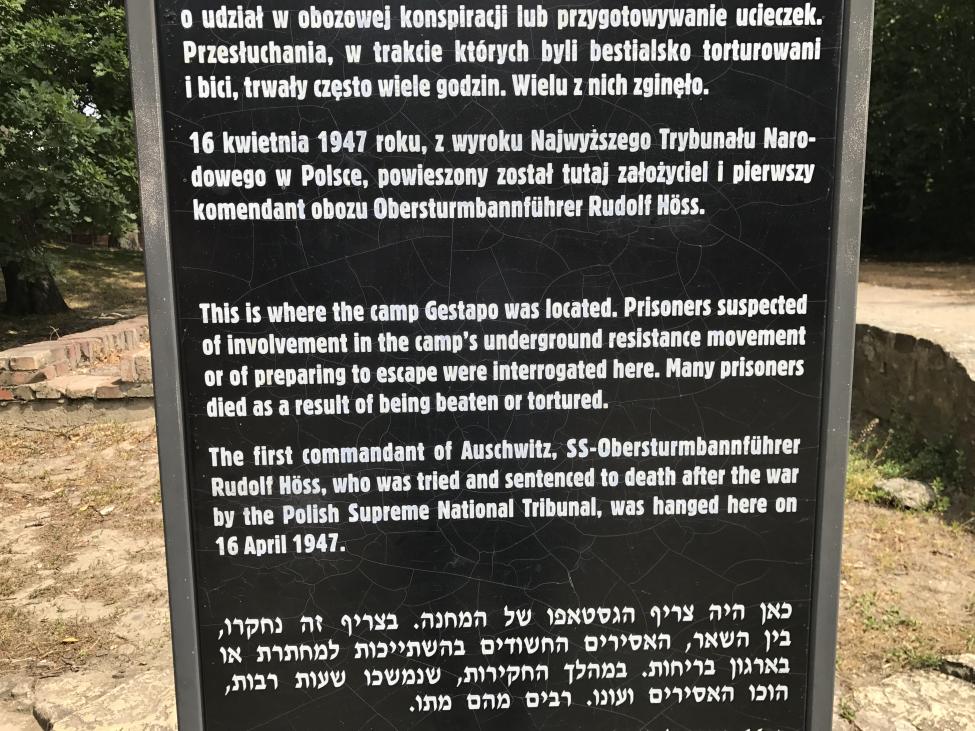 o udział w obozowej konspiracji lub przygotowywanie ucieczek.
Przesłuchania, w trakcie których byli bestialsko torturowani
i bici, trwały często wiele godzin. Wielu z nich zginęło.
16 kwietnia 1947 roku, z wyroku Najwyższego Trybunału Naro-
dowego w Polsce, powieszony został tutaj założyciel i pierwszy
komendant obozu Obersturmbannführer Rudolf Höss.
This is where the camp Gestapo was located. Prisoners suspected
of involvement in the camp's underground resistance movement
or of preparing to escape were interrogated here. Many prisoners
died as a result of being beaten or tortured.
The first commandant of Auschwitz, SS-Obersturmbannführer
Rudolf Höss, who was tried and sentenced to death after the war
by the Polish Supreme National Tribunal, was hanged here on
16 April 1947.
כאן היה צריף הגסטאפו של המחנה. בצריף זה נחקרו,
בין השאר, האסירים החשודים בהשתייכות למחתרת או
בארגון בריחות. במהלך החקירות, שנמשכו שעות רבות,
הוכו האסירים ועונו. רבים מהם מתו.